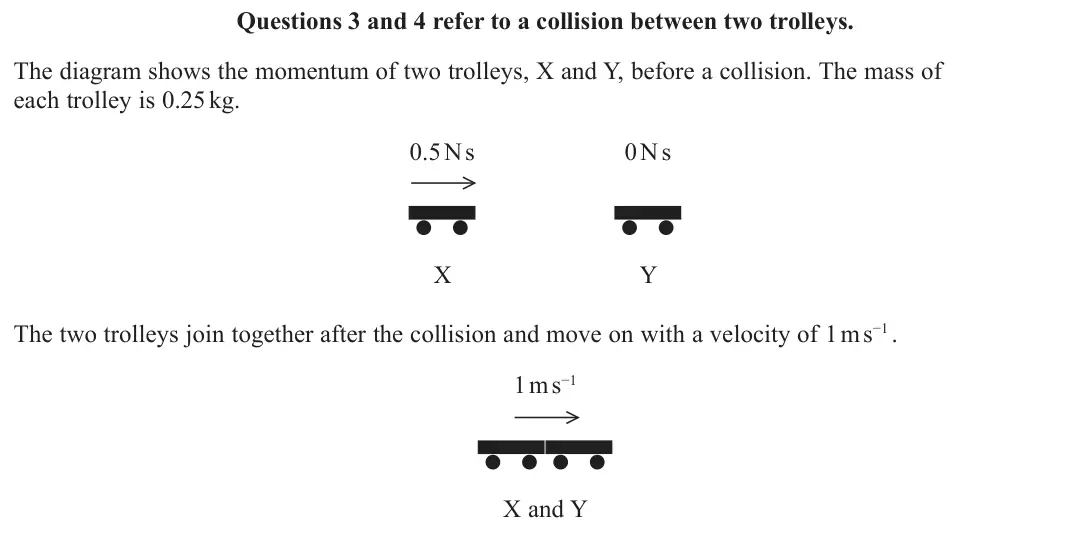 Questions 3 and 4 refer to a collision between two trolleys.
The diagram shows the momentum of two trolleys, X and Y, before a collision. The mass of
each trolley is 0.25 kg.
0.5 N s 0 N s
X Y
The two trolleys join together after the collision and move on with a velocity of 1 m s⁻¹.
1 m s⁻¹
X and Y